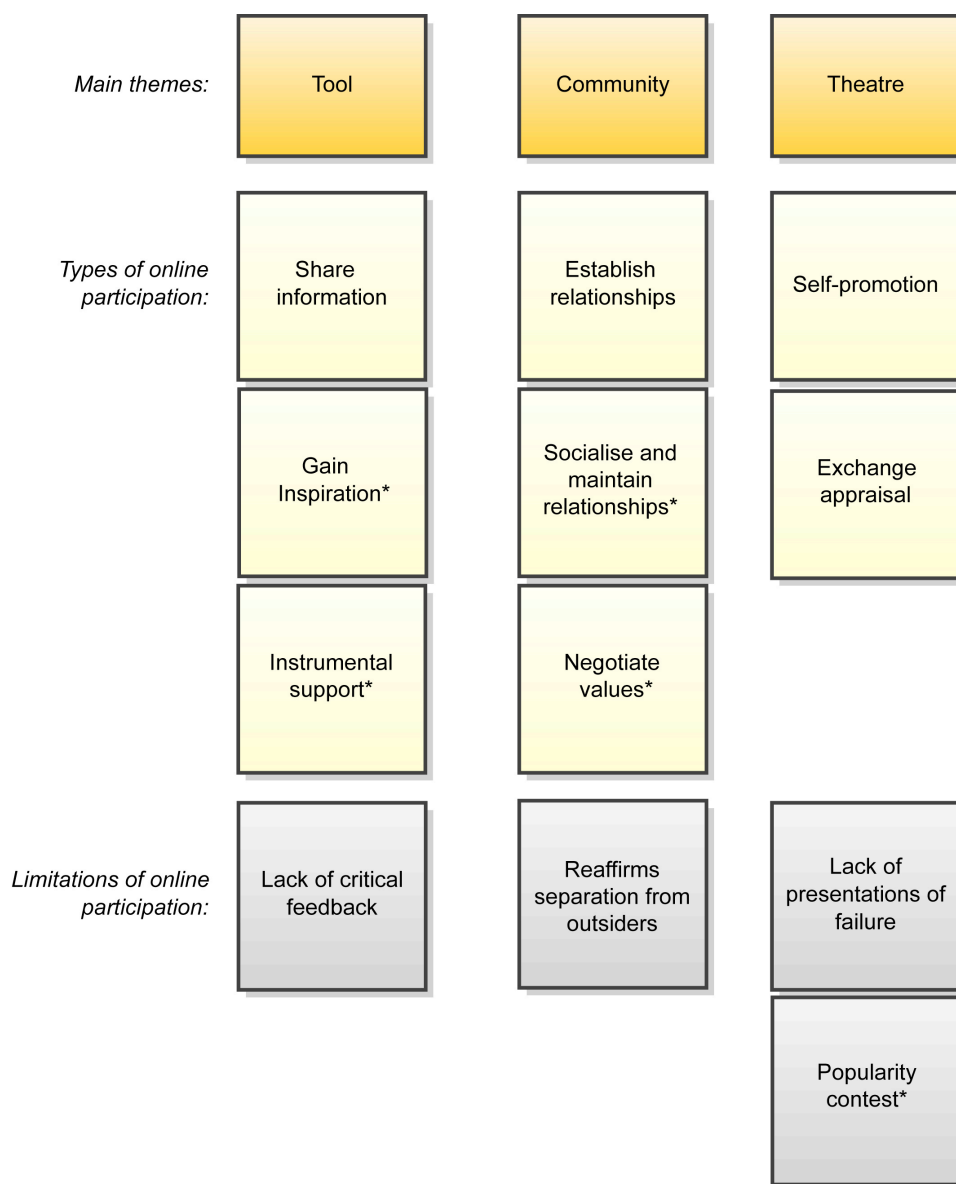 Main themes:
Tool
Community
Theatre
Types of online
participation:
Share
information
Establish
relationships
Self-promotion
Gain
Inspiration*
Socialise and
maintain
relationships*
Exchange
appraisal
Instrumental
support*
Negotiate
values*
Limitations of online
participation:
Lack of critical
feedback
Reaffirms
separation from
outsiders
Lack of
presentations of
failure
Popularity
contest*